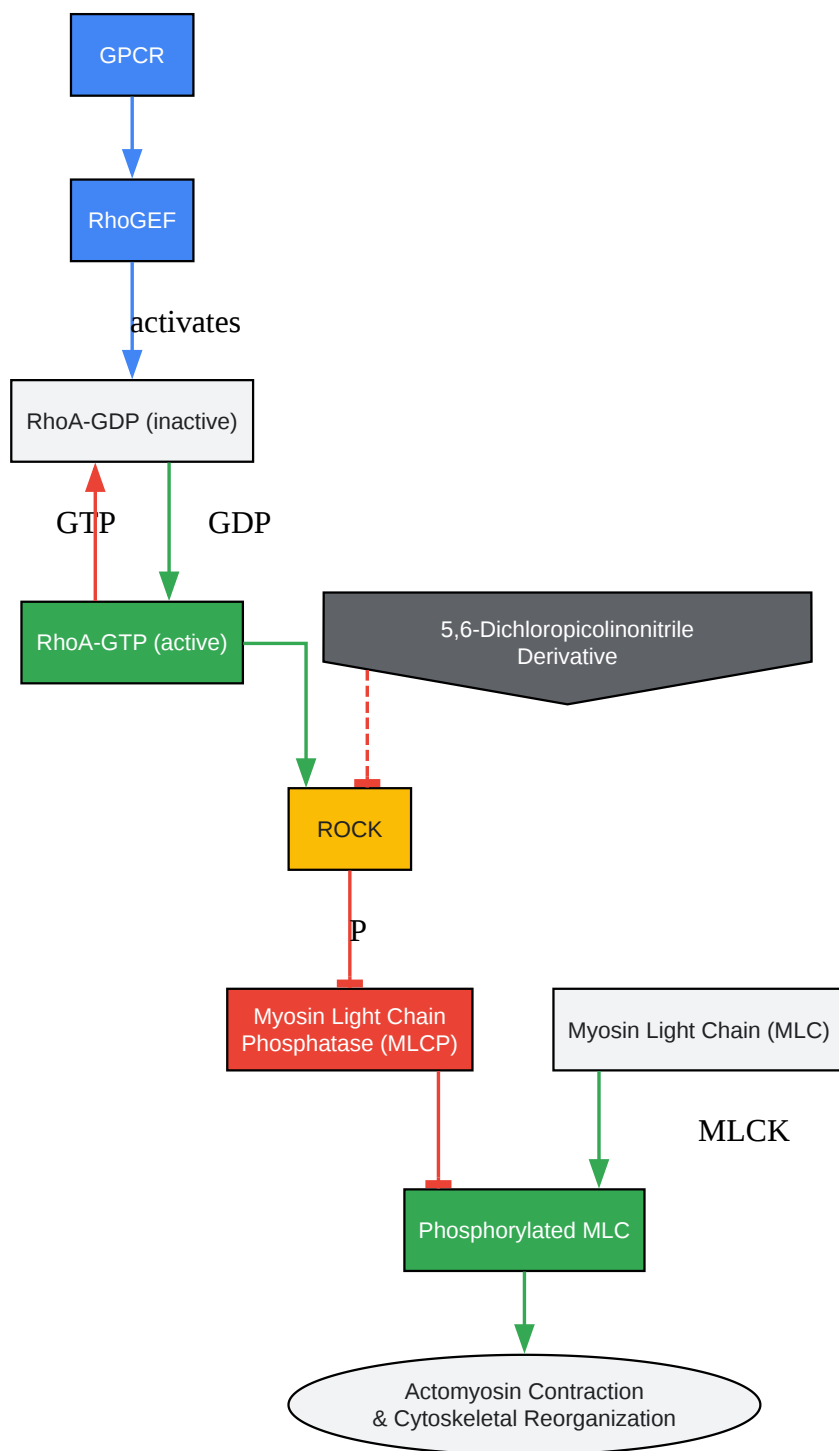 GPCR
RhoGEF
activates
RhoA-GDP (inactive)
GTP
GDP
RhoA-GTP (active)
5,6-Dichloropicolinonitrile
Derivative
ROCK
P
Myosin Light Chain
Phosphatase (MLCP)
Myosin Light Chain (MLC)
MLCK
Phosphorylated MLC
Actomyosin Contraction
& Cytoskeletal Reorganization